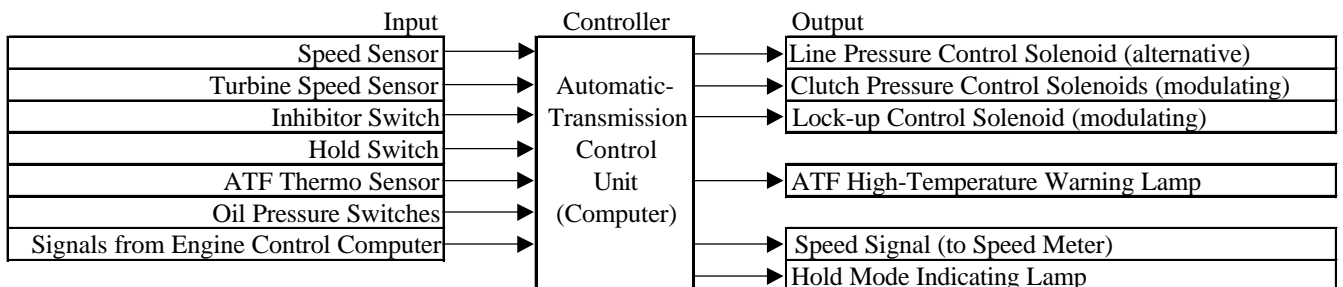 Input
Controller
Output
Speed Sensor
Turbine Speed Sensor
Inhibitor Switch
Hold Switch
ATF Thermo Sensor
Oil Pressure Switches
Signals from Engine Control Computer
Automatic-
Transmission
Control
Unit
(Computer)
Line Pressure Control Solenoid (alternative)
Clutch Pressure Control Solenoids (modulating)
Lock-up Control Solenoid (modulating)
ATF High-Temperature Warning Lamp
Speed Signal (to Speed Meter)
Hold Mode Indicating Lamp